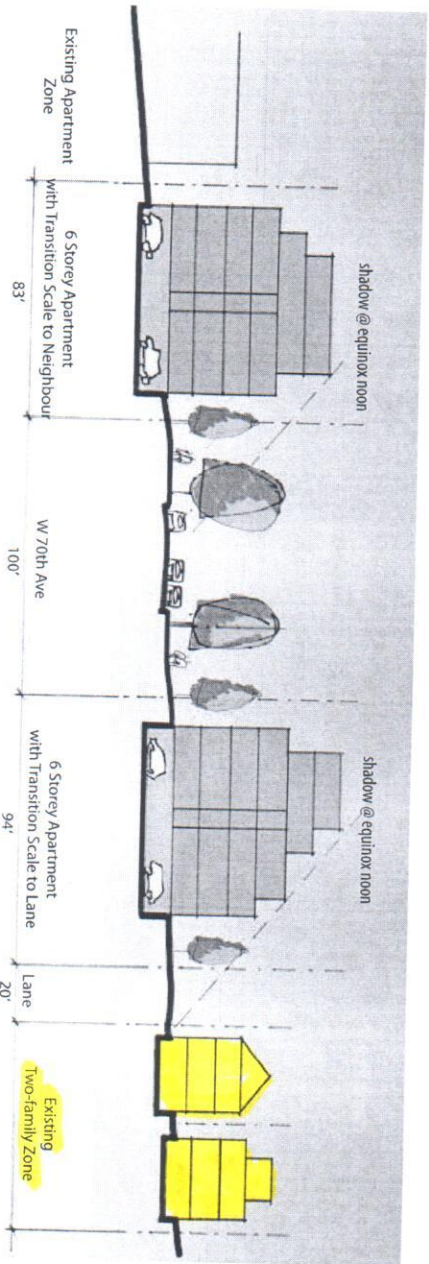 shadow @ equinox noon
shadow @ equinox noon
Existing Apartment
Zone
6 Storey Apartment
with Transition Scale to Neighbour
83'
W 70th Ave
100'
6 Storey Apartment
with Transition Scale to Lane
94'
Lane
20'
Existing
Two-family Zone